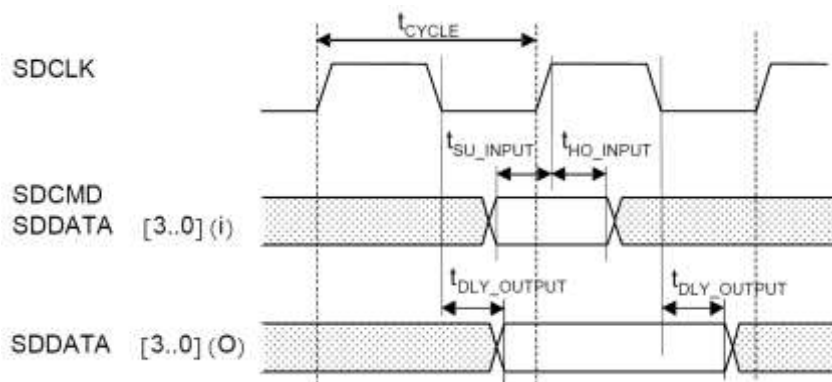 tCYCLE
SDCLK
tSU_INPUT tHO_INPUT
SDCMD
SDDATA [3..0] (i)
tDLY_OUTPUT tDLY_OUTPUT
SDDATA [3..0] (O)